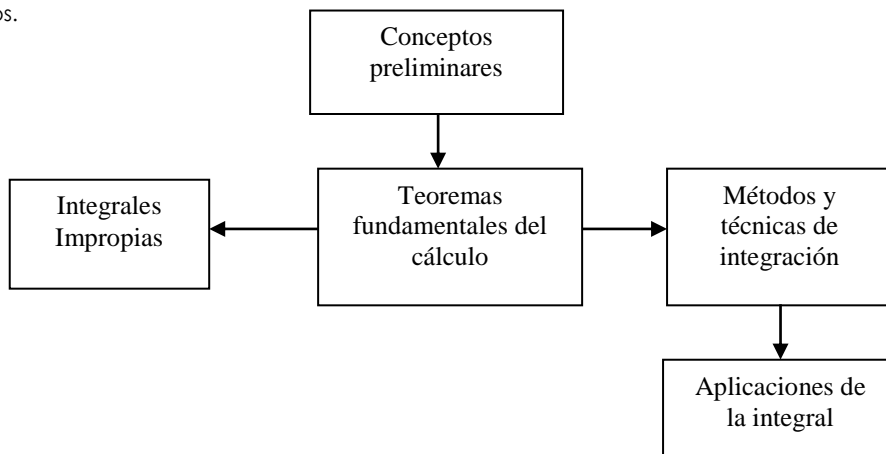 os.
Conceptos
preliminares
Integrales
Impropias
Teoremas
fundamentales del
cálculo
Métodos y
técnicas de
integración
Aplicaciones de
la integral